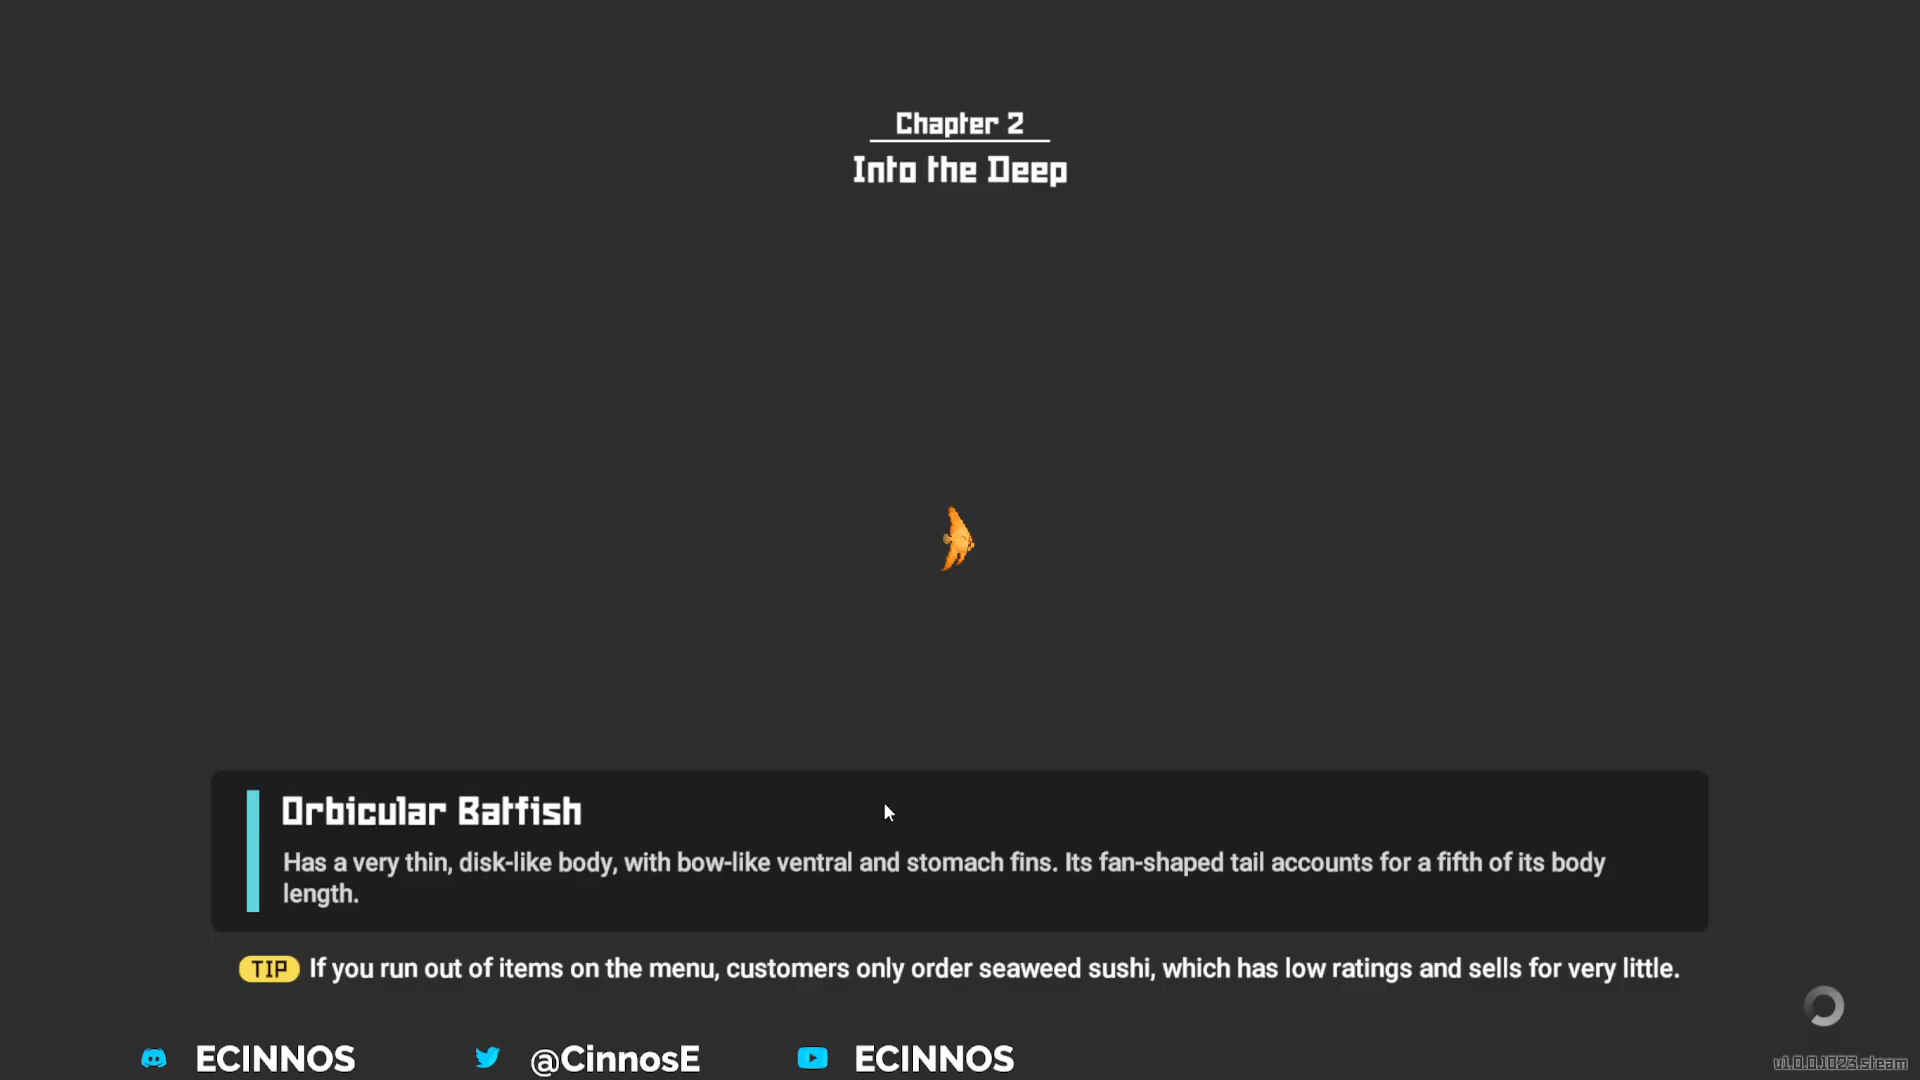 Chapter 2
Into the Deep
Orbicular Batfish
Has a very thin, disk-like body, with bow-like ventral and stomach fins. Its fan-shaped tail accounts for a fifth of its body
length.
TIP If you run out of items on the menu, customers only order seaweed sushi, which has low ratings and sells for very little.
ECINNOS @CinnosE ECINNOS
v1.0.0.1023.steam